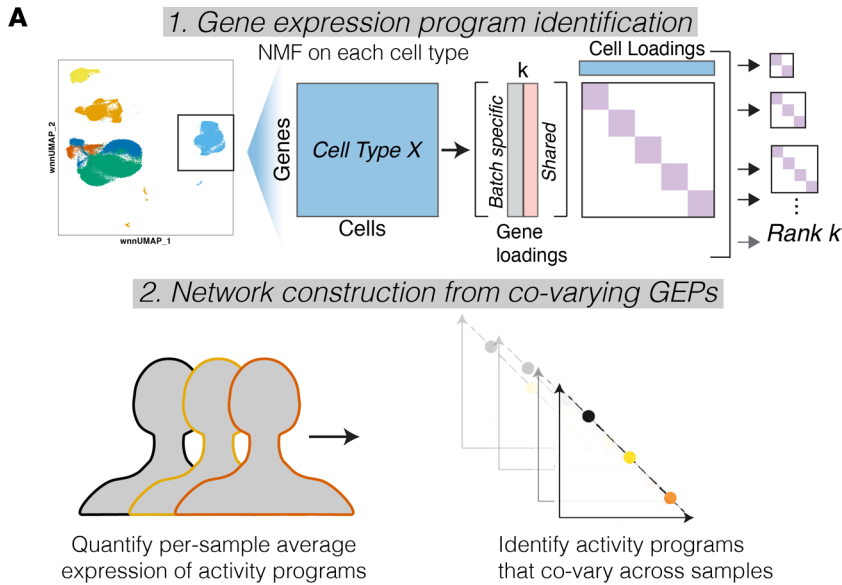 A
1. Gene expression program identification
NMF on each cell type
wnnUMAP_2
wnnUMAP_1
Genes
Cell Type X
Cells
k
Batch specific
Shared
Gene
loadings
Cell Loadings
Rank k
2. Network construction from co-varying GEPs
Quantify per-sample average
expression of activity programs
Identify activity programs
that co-vary across samples